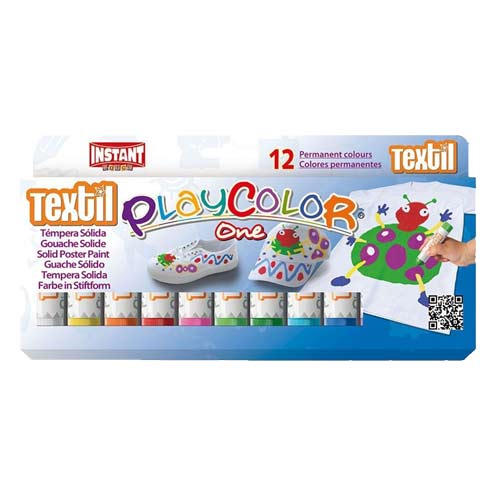 INSTANT
12 Permanent colours
Colores permanentes
Textil
Textil
PLAYCOLOR®
One
Témpera Sólida
Gouache Solide
Solid Poster Paint
Guache Sólido
Tempera Solida
Farbe in Stiftform